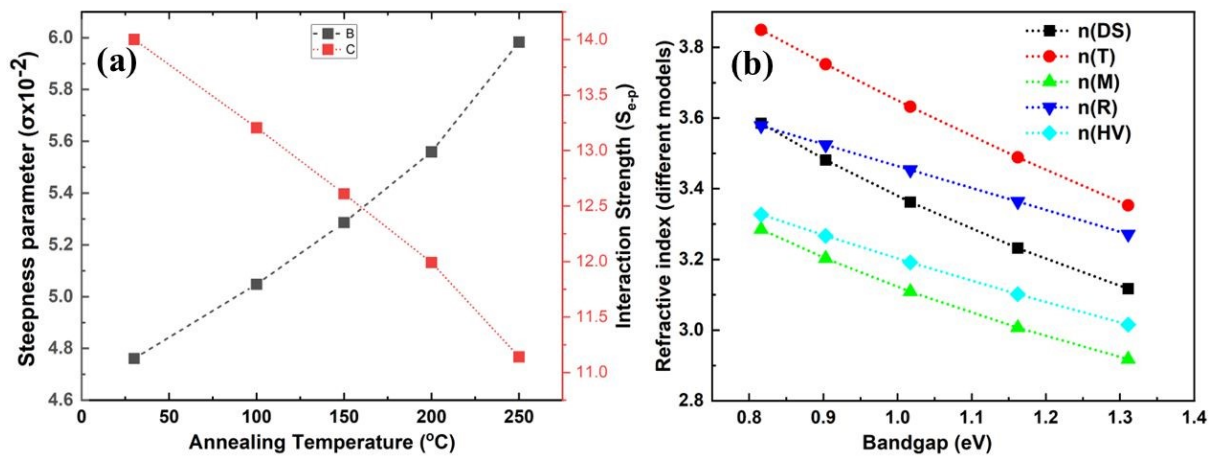 (a)
B
C
Steepness parameter (σx10-2)
6.0
5.8
5.6
5.4
5.2
5.0
4.8
4.6
0 50 100 150 200 250
Annealing Temperature (oC)
14.0
13.5
13.0
12.5
12.0
11.5
11.0
Interaction Strength (Se-p)
(b)
n(DS)
n(T)
n(M)
n(R)
n(HV)
Refractive index (different models)
3.8
3.6
3.4
3.2
3.0
2.8
0.8 0.9 1.0 1.1 1.2 1.3 1.4
Bandgap (eV)